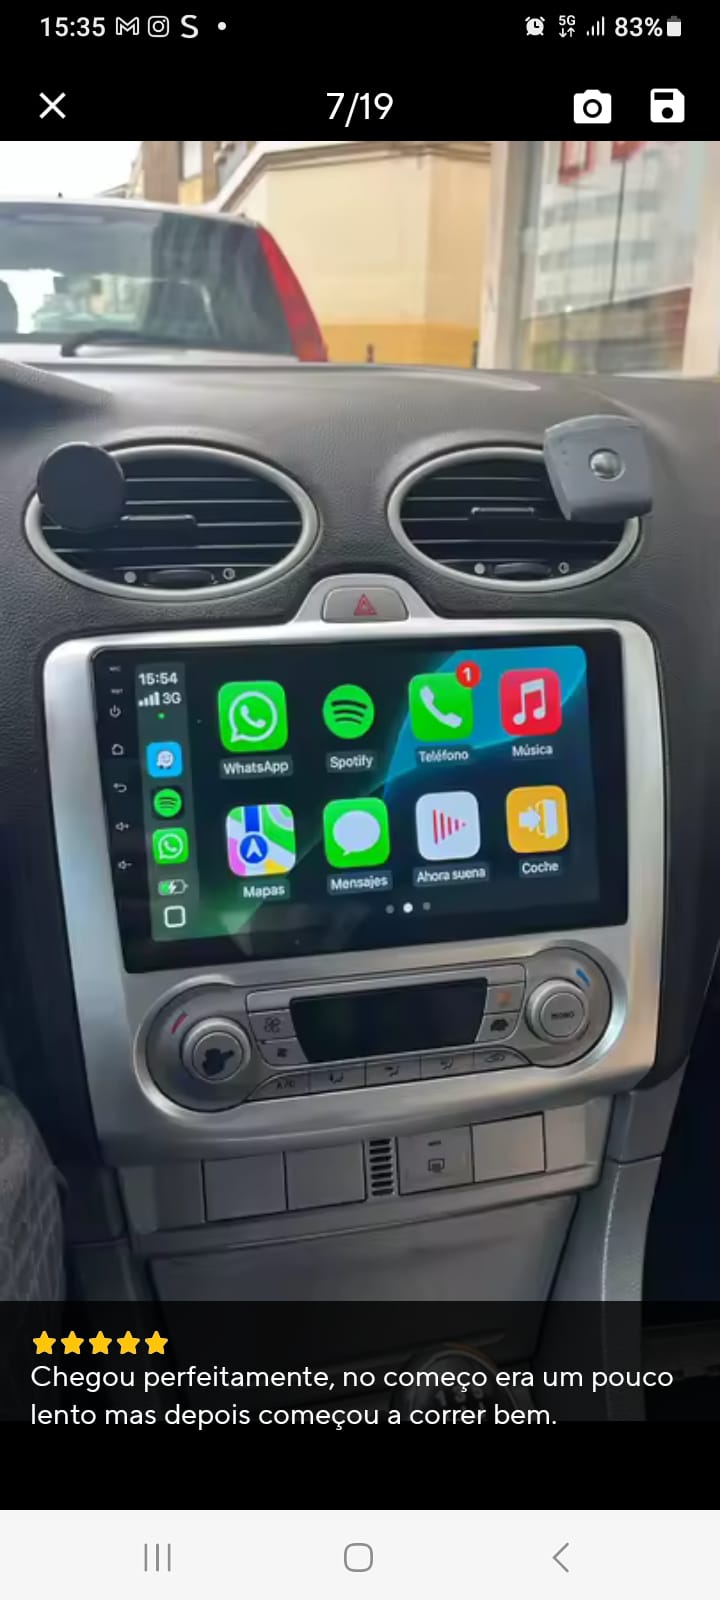 15:35
5G
83%
7/19
15:54
3G
1
WhatsApp
Spotify
Teléfono
Música
Mapas
Mensajes
Ahora suena
Coche
MONO
A/C
Chegou perfeitamente, no começo era um pouco
lento mas depois começou a correr bem.